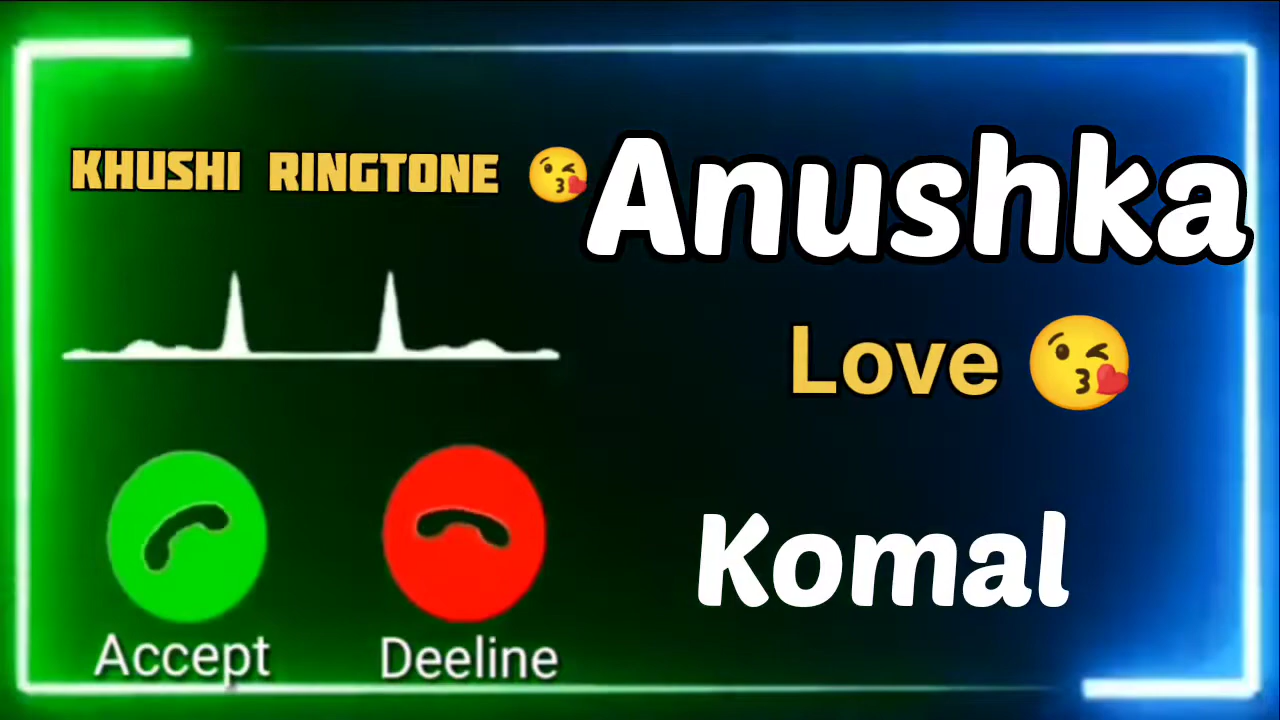 KHUSHI RINGTONE 😘
Anushka
Love 😘
Komal
Accept
Deeline